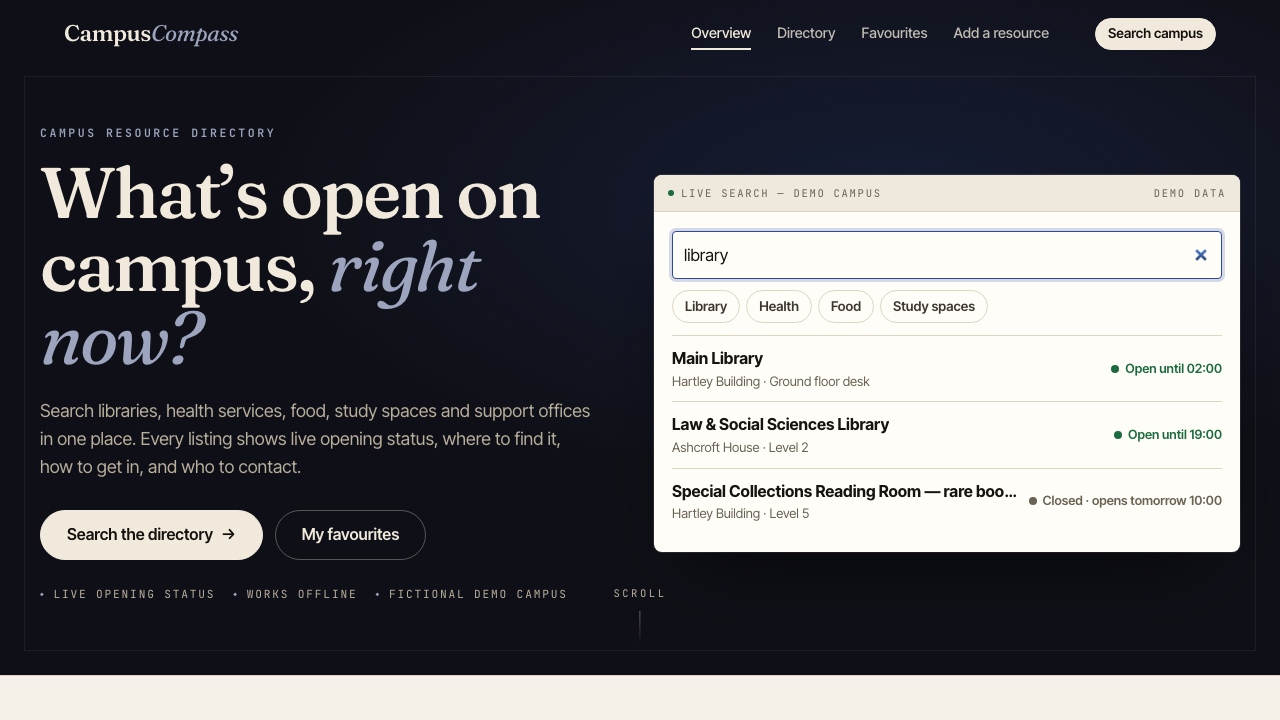 CampusCompass
Overview
Directory
Favourites
Add a resource
Search campus
CAMPUS RESOURCE DIRECTORY
What’s open on
campus, right
now?
Search libraries, health services, food, study spaces and support offices
in one place. Every listing shows live opening status, where to find it,
how to get in, and who to contact.
Search the directory →
My favourites
LIVE OPENING STATUS
WORKS OFFLINE
FICTIONAL DEMO CAMPUS
SCROLL
LIVE SEARCH — DEMO CAMPUS
DEMO DATA
library
Library
Health
Food
Study spaces
Main Library
Hartley Building · Ground floor desk
Open until 02:00
Law & Social Sciences Library
Ashcroft House · Level 2
Open until 19:00
Special Collections Reading Room — rare boo…
Hartley Building · Level 5
Closed · opens tomorrow 10:00